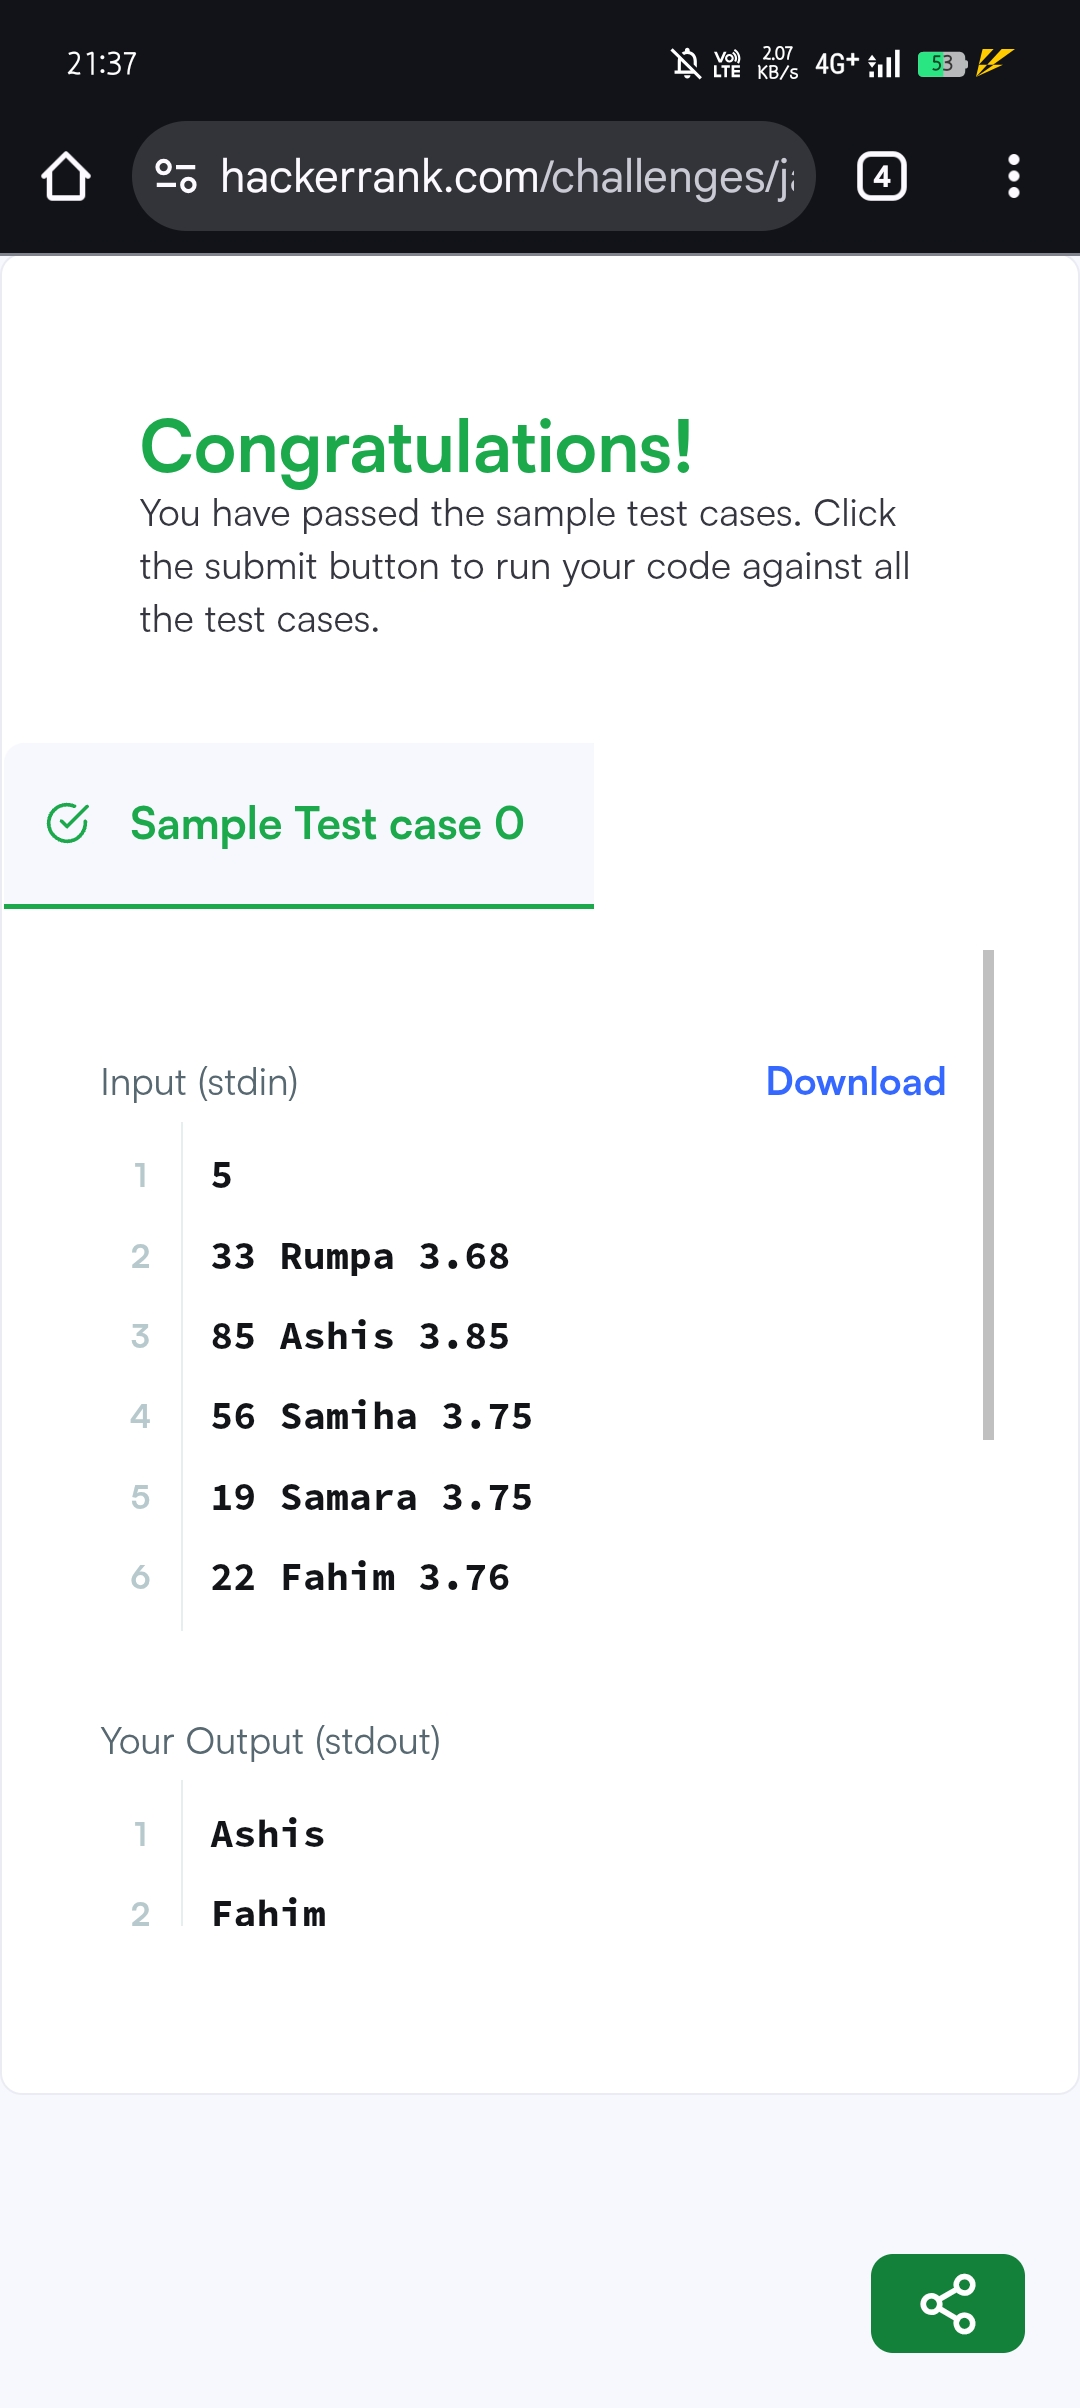 21:37
Vo)) LTE 2.07 KB/s 4G+ 53
hackerrank.com/challenges/j
4
Congratulations!
You have passed the sample test cases. Click
the submit button to run your code against all
the test cases.
Sample Test case 0
Input (stdin) Download
1 5
2 33 Rumpa 3.68
3 85 Ashis 3.85
4 56 Samiha 3.75
5 19 Samara 3.75
6 22 Fahim 3.76
Your Output (stdout)
1 Ashis
2 Fahim